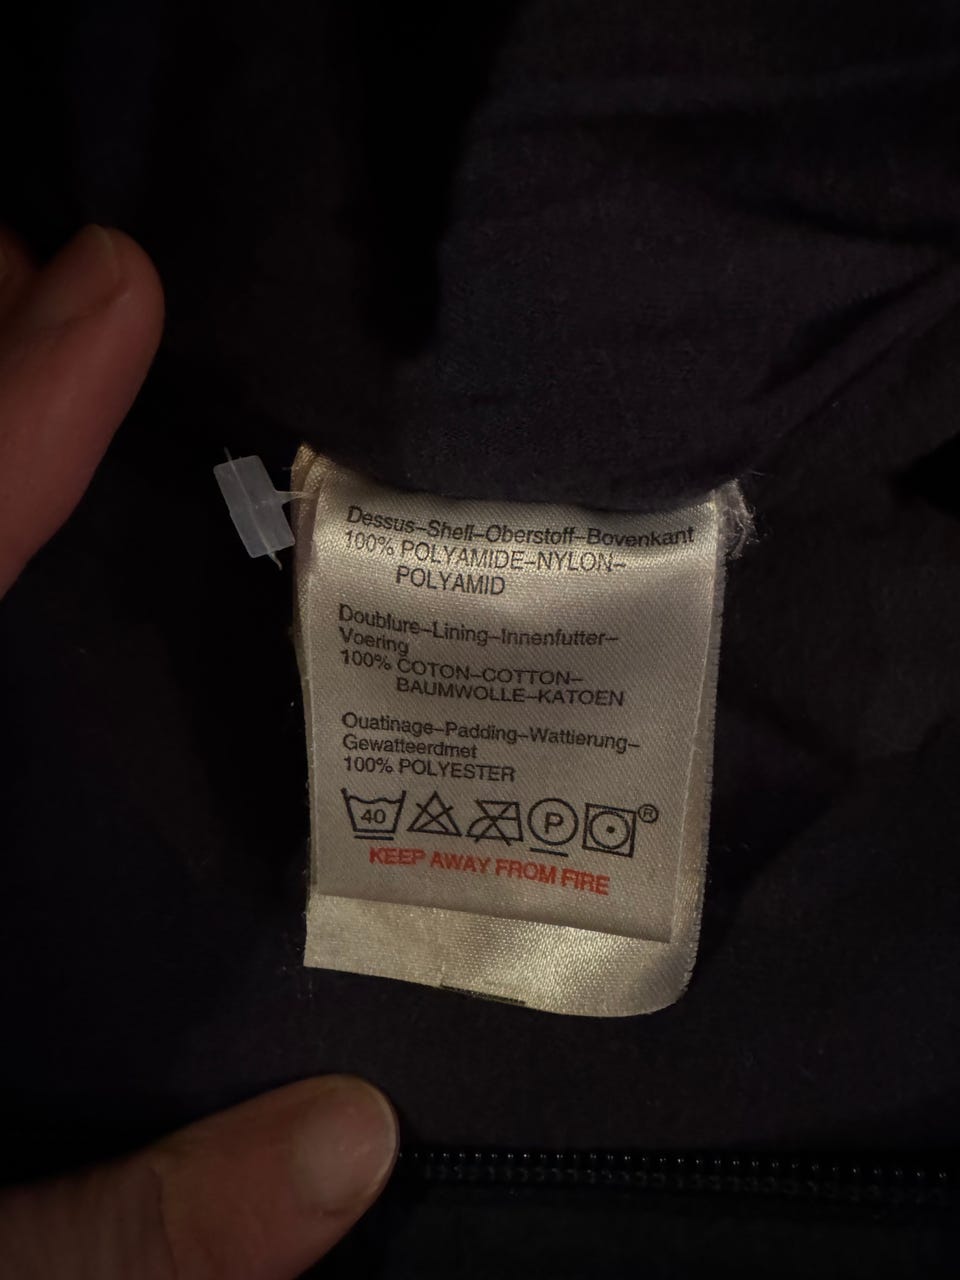 Dessus-Shell-Oberstoff-Bovenkant
100% POLYAMIDE-NYLON-
POLYAMID
Doublure-Lining-Innenfutter-
Voering
100% COTON-COTTON-
BAUMWOLLE-KATOEN
Ouatinage-Padding-Wattierung-
Gewatteerdmet
100% POLYESTER
40 P ®
KEEP AWAY FROM FIRE